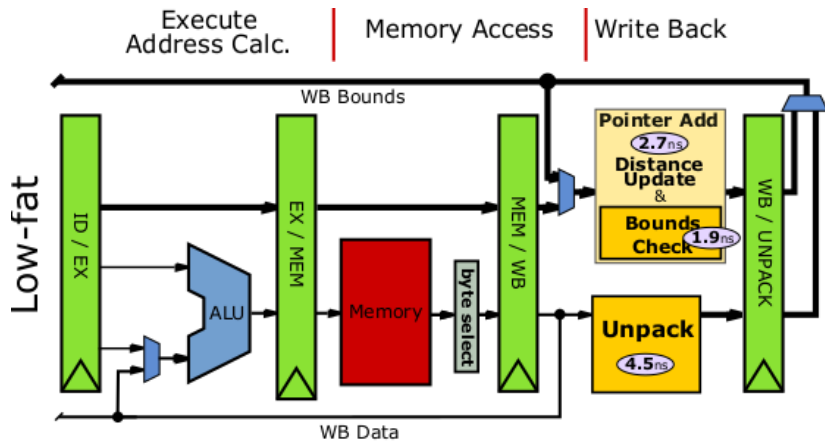 Execute
Address Calc.
Memory Access
Write Back
WB Bounds
Low-fat
ID / EX
EX / MEM
MEM / WB
WB / UNPACK
Pointer Add
2.7ns
Distance
Update
&
Bounds
Check
1.9ns
ALU
Memory
byte select
Unpack
4.5ns
WB Data